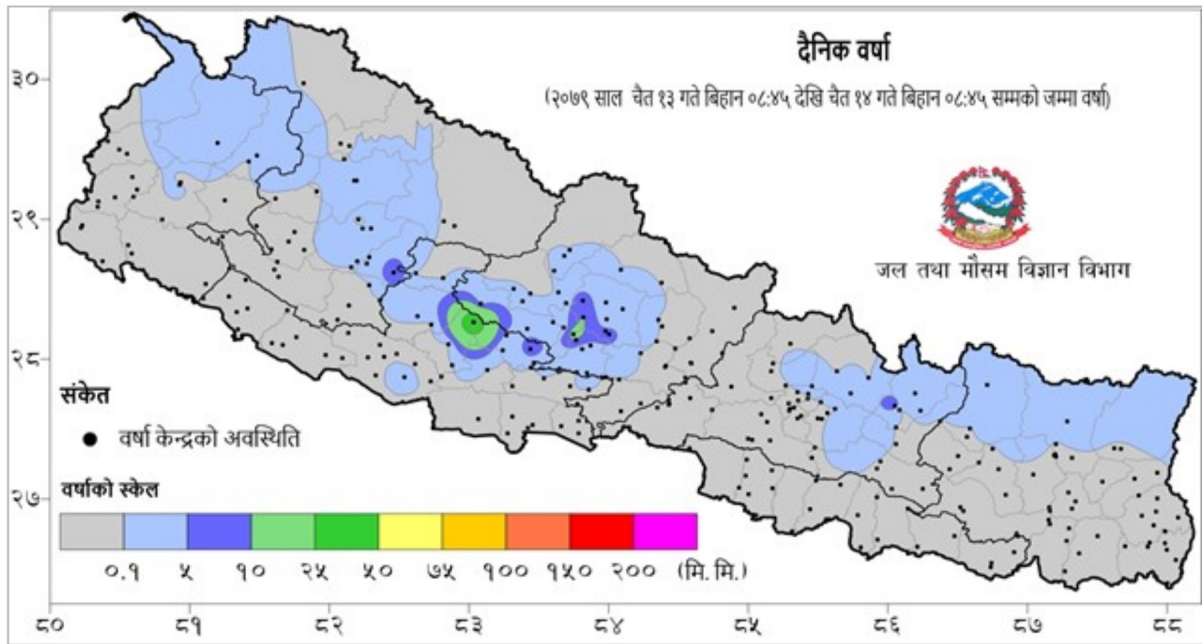 दैनिक वर्षा
(२०७९ साल चैत १३ गते बिहान ०८:४५ देखि चैत १४ गते बिहान ०८:४५ सम्मको जम्मा वर्षा)
३०
२९
२८
२७
जल तथा मौसम विज्ञान विभाग
संकेत
वर्षा केन्द्रको अवस्थिति
वर्षाको स्केल
०.१ ५ १० २५ ५० ७५ १०० १५० २०० (मि.मि.)
८० ८१ ८२ ८३ ८४ ८५ ८६ ८७ ८८